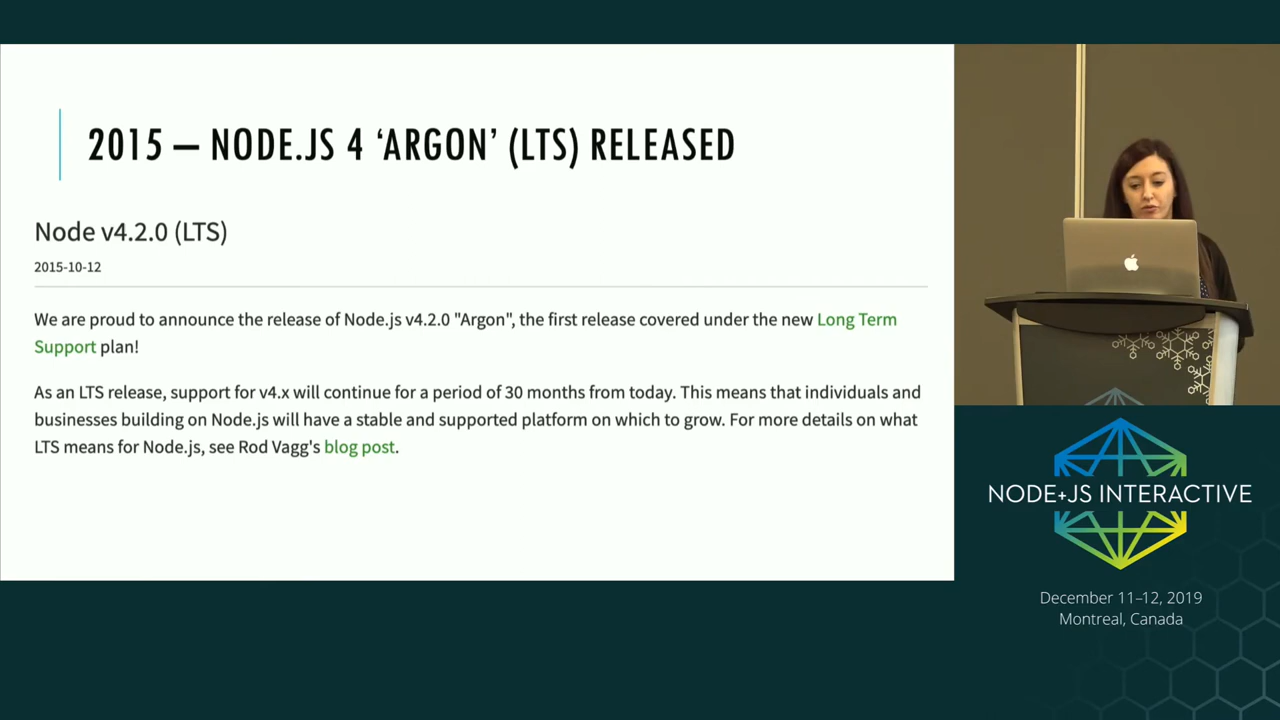 2015 — NODE.JS 4 ‘ARGON’ (LTS) RELEASED
Node v4.2.0 (LTS)
2015-10-12
We are proud to announce the release of Node.js v4.2.0 "Argon", the first release covered under the new Long Term
Support plan!
As an LTS release, support for v4.x will continue for a period of 30 months from today. This means that individuals and
businesses building on Node.js will have a stable and supported platform on which to grow. For more details on what
LTS means for Node.js, see Rod Vagg's blog post.
NODE+JS INTERACTIVE
December 11–12, 2019
Montreal, Canada